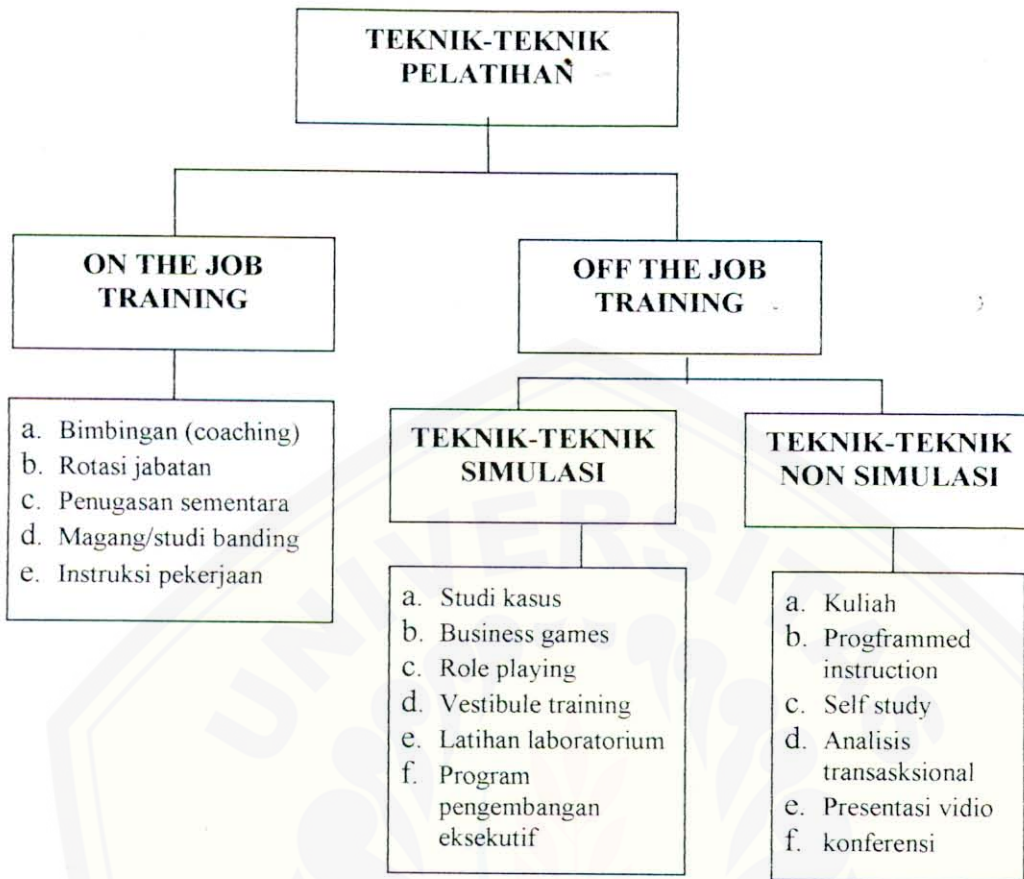 TEKNIK-TEKNIK
PELATIHAN
ON THE JOB
TRAINING
OFF THE JOB
TRAINING
a. Bimbingan (coaching)
b. Rotasi jabatan
c. Penugasan sementara
d. Magang/studi banding
e. Instruksi pekerjaan
TEKNIK-TEKNIK
SIMULASI
TEKNIK-TEKNIK
NON SIMULASI
a. Studi kasus
b. Business games
c. Role playing
d. Vestibule training
e. Latihan laboratorium
f. Program
pengembangan
eksekutif
a. Kuliah
b. Progframmed
instruction
c. Self study
d. Analisis
transasksional
e. Presentasi vidio
f. konferensi
UNIVERSITAS